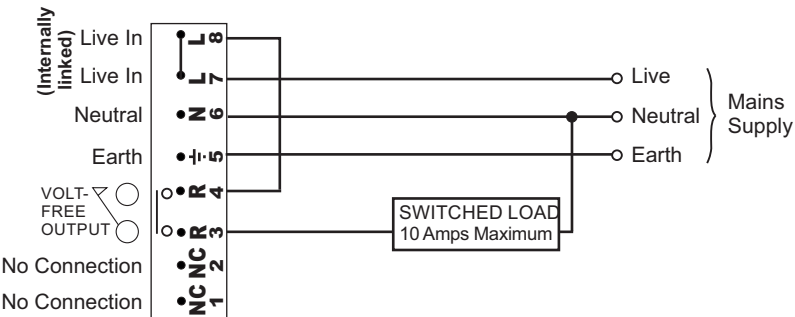 (Internally
linked)
Live In
L 8
Live In
L 7
Live
Neutral
N 6
Neutral
Mains
Supply
Earth
5
Earth
VOLT-
FREE
OUTPUT
R 4
R 3
SWITCHED LOAD
10 Amps Maximum
No Connection
NC 2
No Connection
NC 1